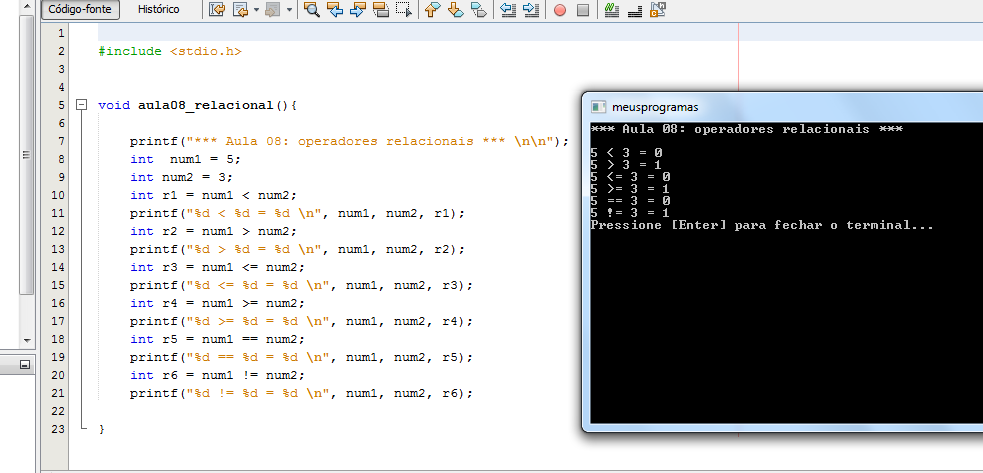 Código-fonte Histórico
1
2 #include <stdio.h>
3
4
5 void aula08_relacional(){
6
7 printf("*** Aula 08: operadores relacionais *** \n\n");
8 int  num1 = 5;
9 int num2 = 3;
10 int r1 = num1 < num2;
11 printf("%d < %d = %d \n", num1, num2, r1);
12 int r2 = num1 > num2;
13 printf("%d > %d = %d \n", num1, num2, r2);
14 int r3 = num1 <= num2;
15 printf("%d <= %d = %d \n", num1, num2, r3);
16 int r4 = num1 >= num2;
17 printf("%d >= %d = %d \n", num1, num2, r4);
18 int r5 = num1 == num2;
19 printf("%d == %d = %d \n", num1, num2, r5);
20 int r6 = num1 != num2;
21 printf("%d != %d = %d \n", num1, num2, r6);
22
23 }
meusprogramas
*** Aula 08: operadores relacionais ***
5 < 3 = 0
5 > 3 = 1
5 <= 3 = 0
5 >= 3 = 1
5 == 3 = 0
5 != 3 = 1
Pressione [Enter] para fechar o terminal...